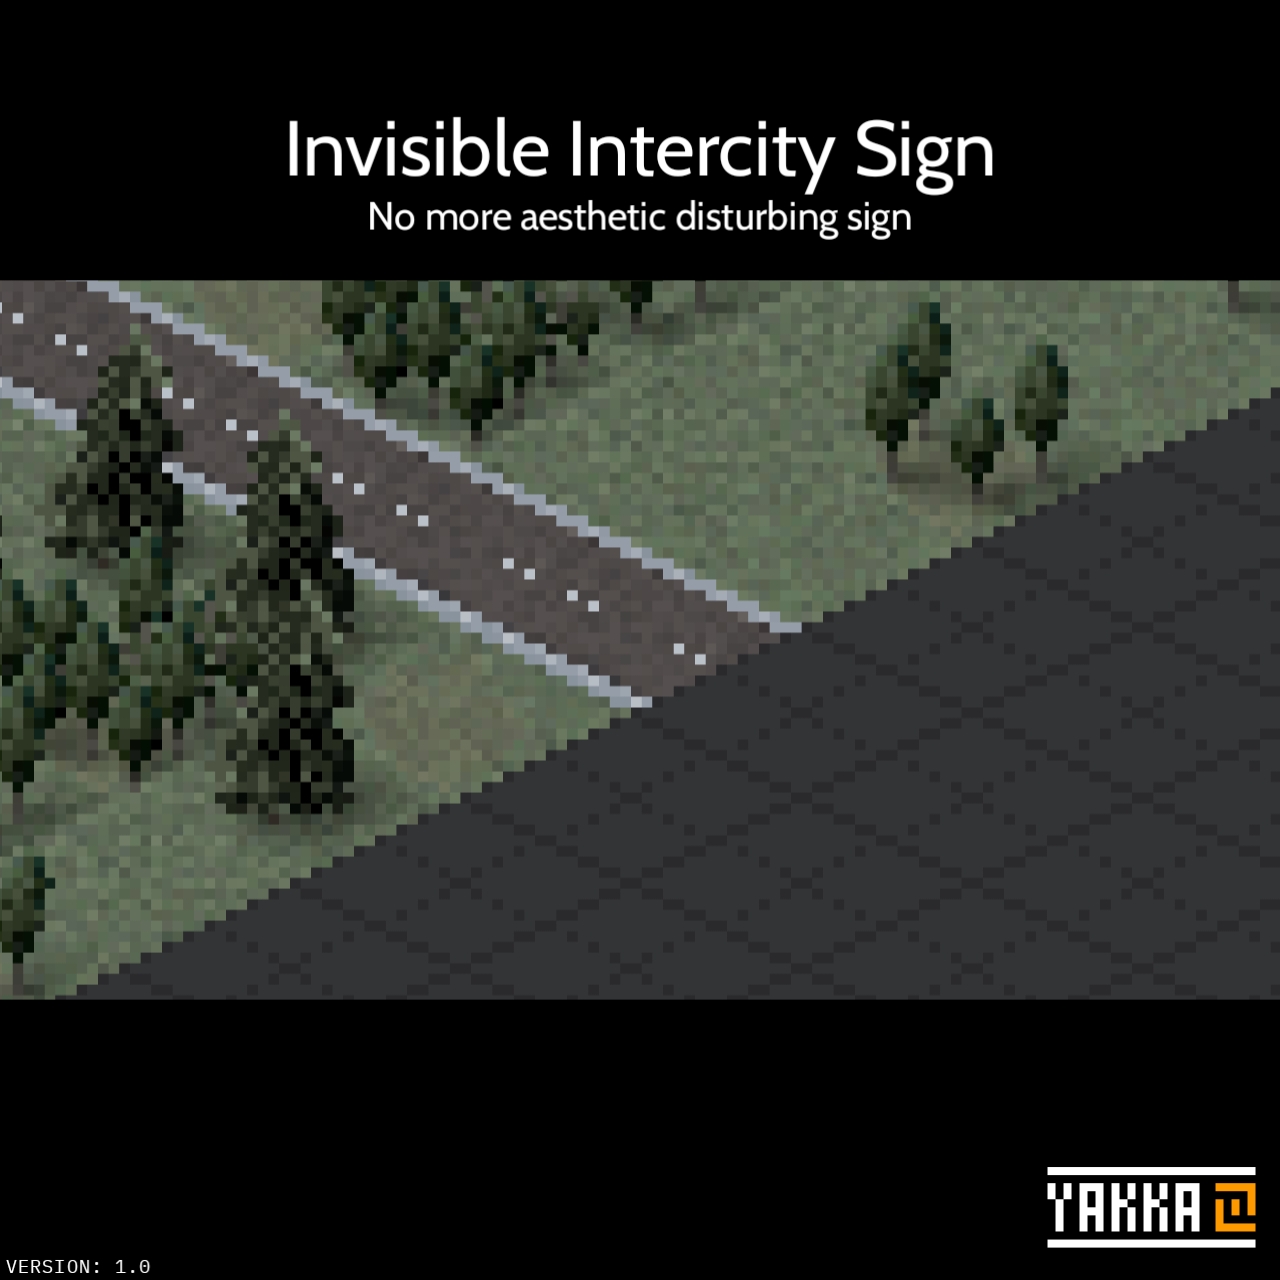 Invisible Intercity Sign
No more aesthetic disturbing sign
YAKKA
VERSION: 1.0